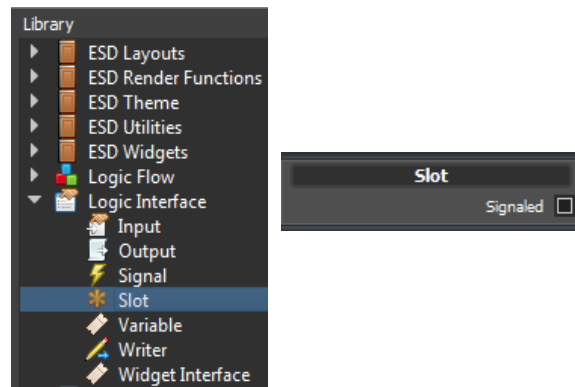 Library
ESD Layouts
ESD Render Functions
ESD Theme
ESD Utilities
ESD Widgets
Logic Flow
Logic Interface
Input
Output
Signal
Slot
Variable
Writer
Widget Interface
Slot
Signaled